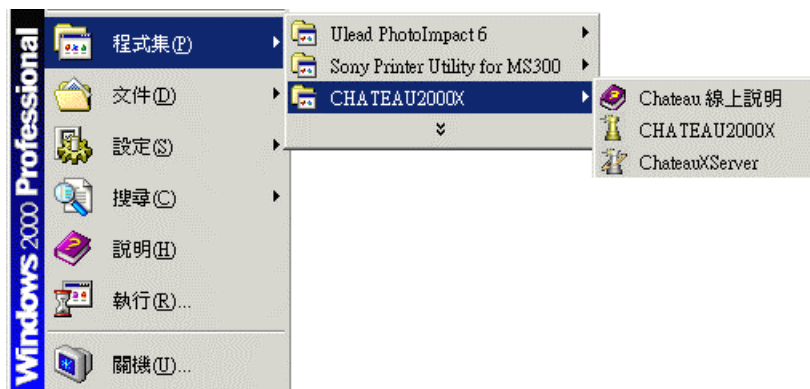 Windows 2000 Professional
程式集(P)
文件(D)
設定(S)
搜尋(C)
說明(H)
執行(R)...
關機(U)...
Ulead PhotoImpact 6
Sony Printer Utility for MS300
CHATEAU2000X
Chateau 線上說明
CHATEAU2000X
ChateauXServer